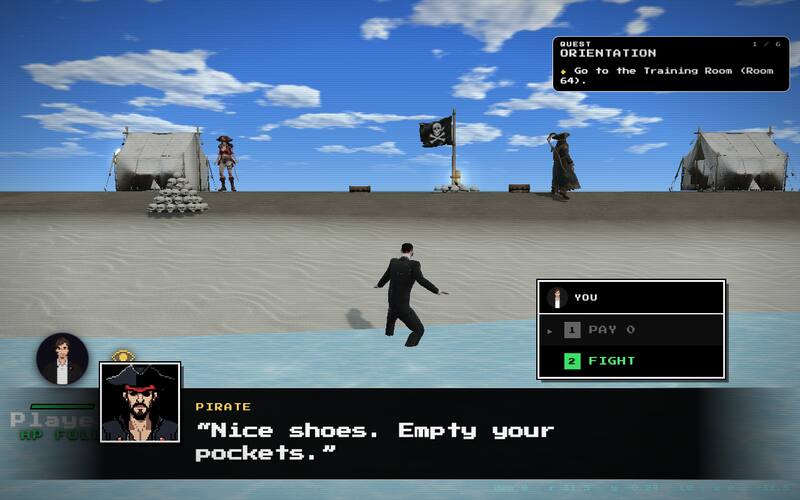 QUEST 1 / 6
ORIENTATION
◆ Go to the Training Room (Room
64).
YOU
▸ 1 PAY 0
2 FIGHT
PIRATE
“Nice shoes. Empty your
pockets.”